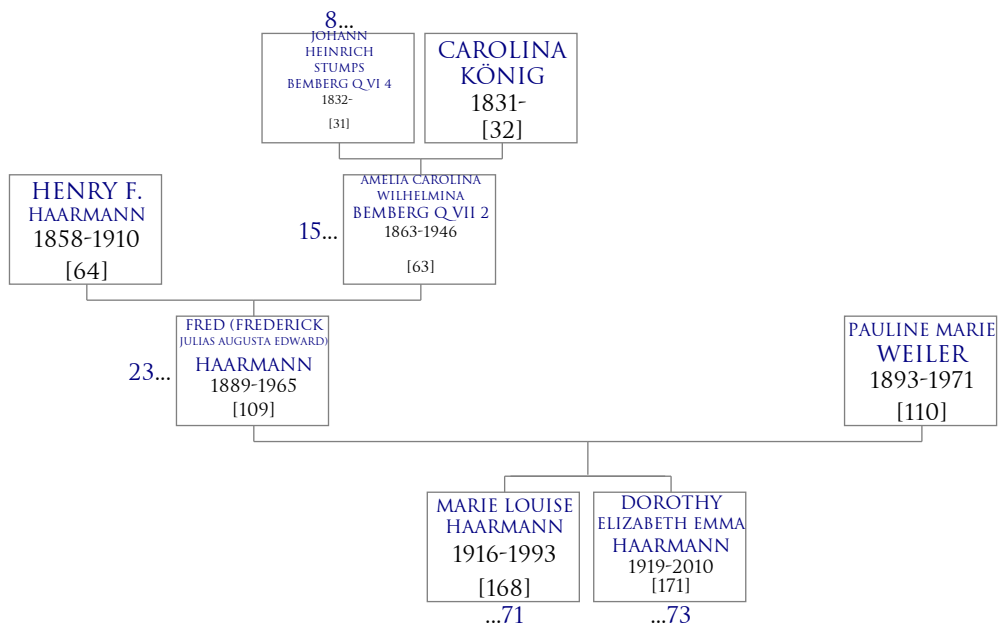 8...
JOHANN
HEINRICH
STUMPS
BEMBERG Q VI 4
1832-
[31]
CAROLINA
KÖNIG
1831-
[32]
HENRY F.
HAARMANN
1858-1910
[64]
15...
AMELIA CAROLINA
WILHELMINA
BEMBERG Q VII 2
1863-1946
[63]
23...
FRED (FREDERICK
JULIAS AUGUSTA EDWARD)
HAARMANN
1889-1965
[109]
PAULINE MARIE
WEILER
1893-1971
[110]
MARIE LOUISE
HAARMANN
1916-1993
[168]
...71
DOROTHY
ELIZABETH EMMA
HAARMANN
1919-2010
[171]
...73